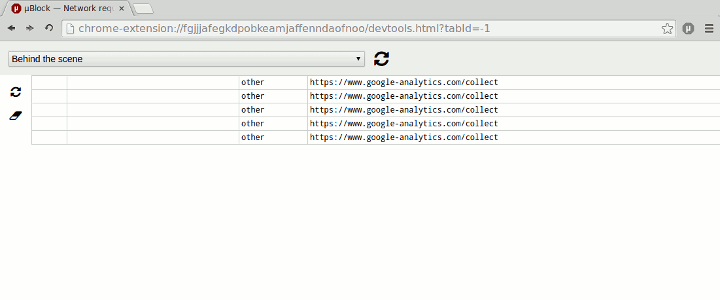 µBlock — Network requ
chrome-extension://fgjjjafegkdpobkeamjaffenndaofnoo/devtools.html?tabId=-1
Behind the scene
other https://www.google-analytics.com/collect
other https://www.google-analytics.com/collect
other https://www.google-analytics.com/collect
other https://www.google-analytics.com/collect
other https://www.google-analytics.com/collect